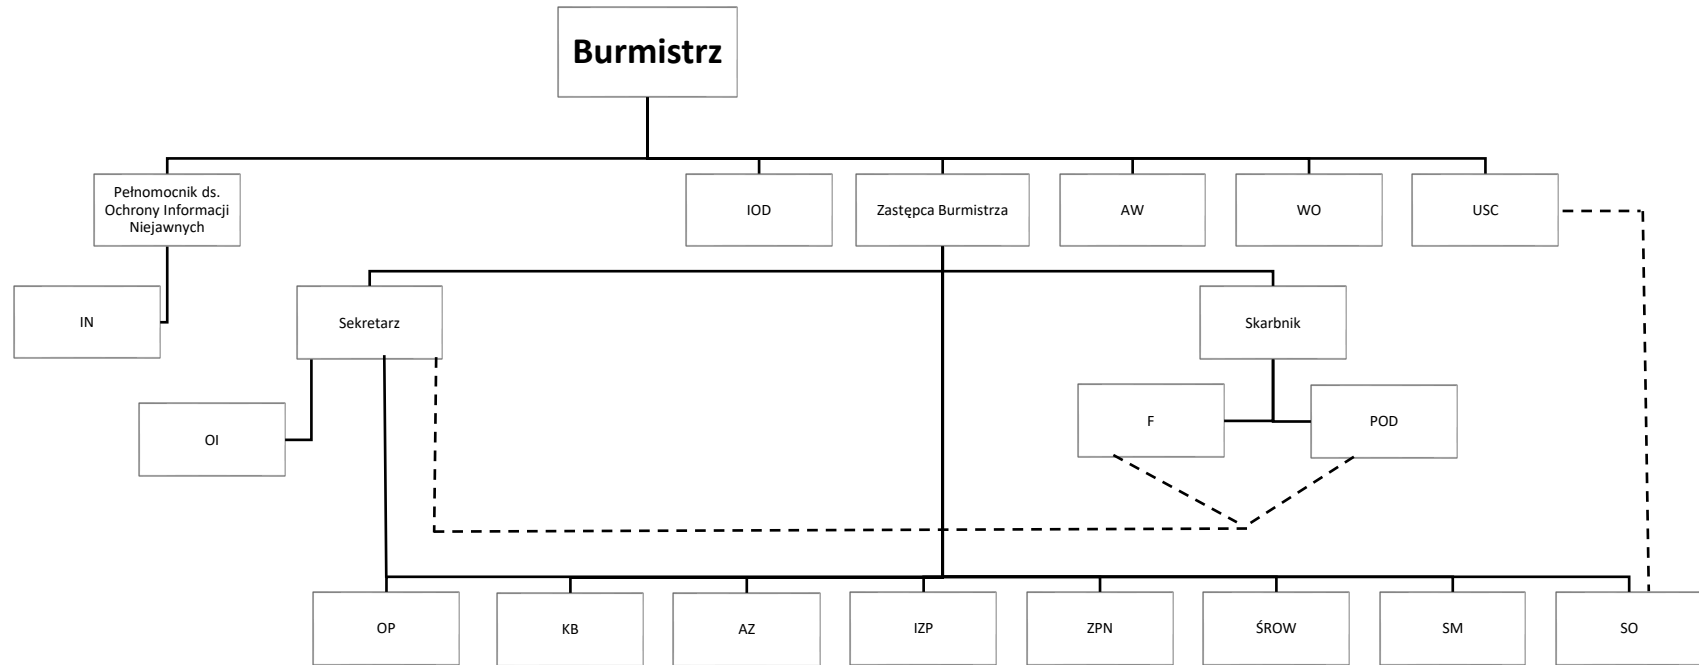 Burmistrz
Pełnomocnik ds.
Ochrony Informacji
Niejawnych
IOD
Zastępca Burmistrza
AW
WO
USC
IN
Sekretarz
Skarbnik
OI
F
POD
OP
KB
AZ
IZP
ZPN
ŚROW
SM
SO